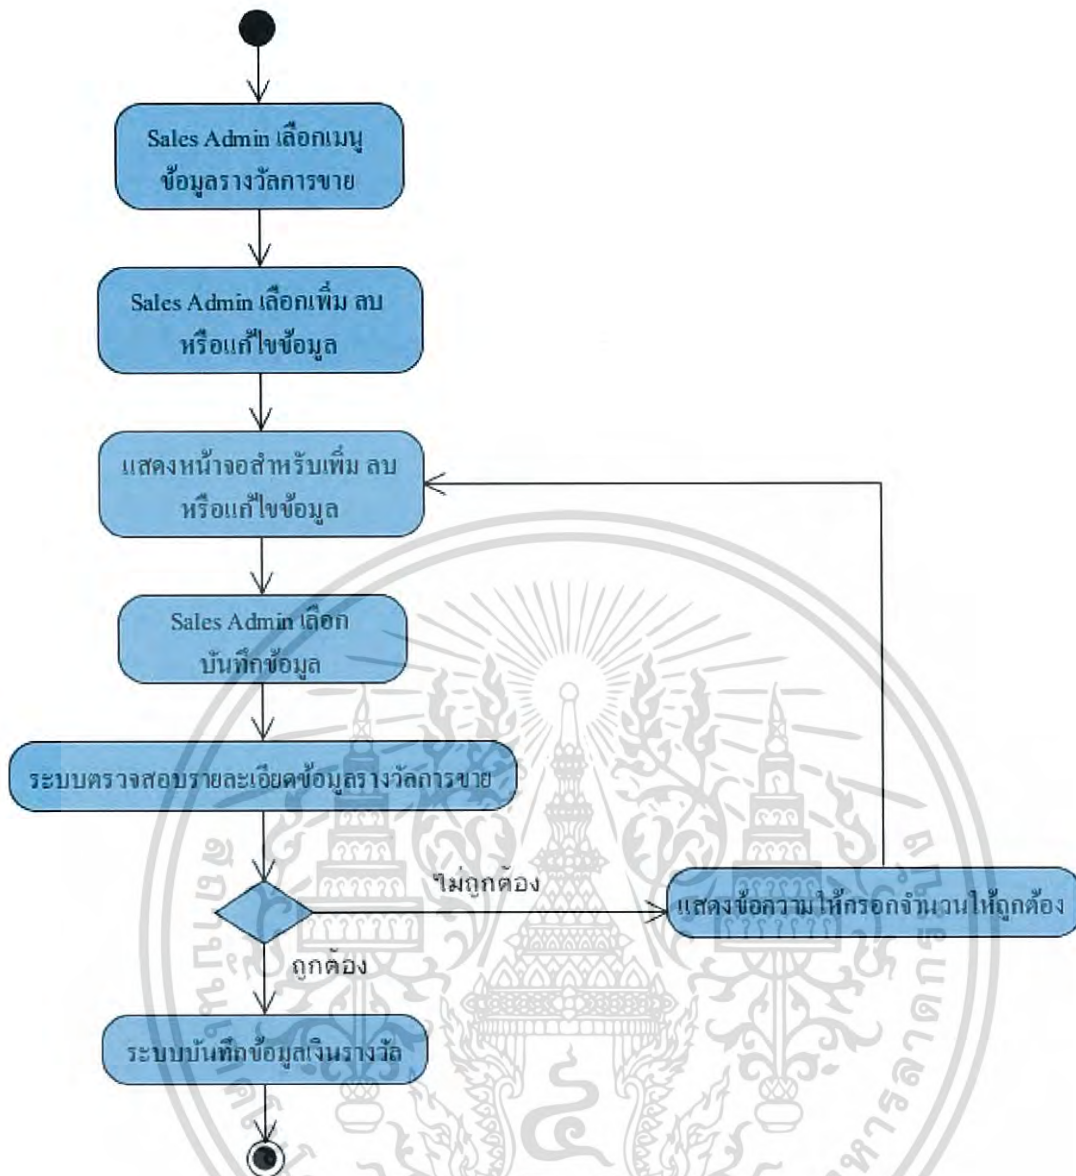 Sales Admin เลือกเมนู
ข้อมูลรางวัลการขาย
Sales Admin เลือกเพิ่ม ลบ
หรือแก้ไขข้อมูล
แสดงหน้าจอสำหรับเพิ่ม ลบ
หรือแก้ไขข้อมูล
Sales Admin เลือก
บันทึกข้อมูล
ระบบตรวจสอบรายละเอียดข้อมูลรางวัลการขาย
ไม่ถูกต้อง
แสดงข้อความให้กรอกจำนวนให้ถูกต้อง
ถูกต้อง
ระบบบันทึกข้อมูลเงินรางวัล